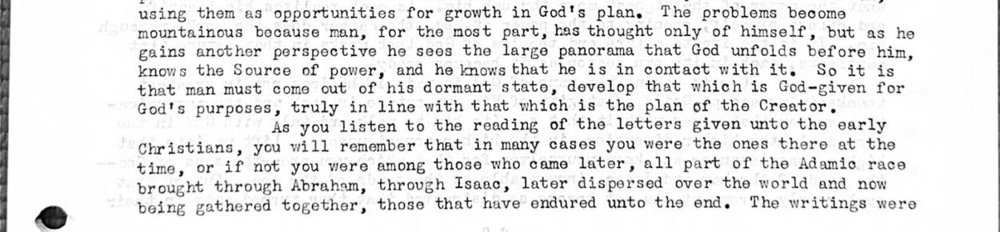 using them as opportunities for growth in God's plan. The problems become
mountainous because man, for the most part, has thought only of himself, but as he
gains another perspective he sees the large panorama that God unfolds before him,
knows the Source of power, and he knows that he is in contact with it. So it is
that man must come out of his dormant state, develop that which is God-given for
God's purposes, truly in line with that which is the plan of the Creator.
As you listen to the reading of the letters given unto the early
Christians, you will remember that in many cases you were the ones there at the
time, or if not you were among those who came later, all part of the Adamic race
brought through Abraham, through Isaac, later dispersed over the world and now
being gathered together, those that have endured unto the end. The writings were